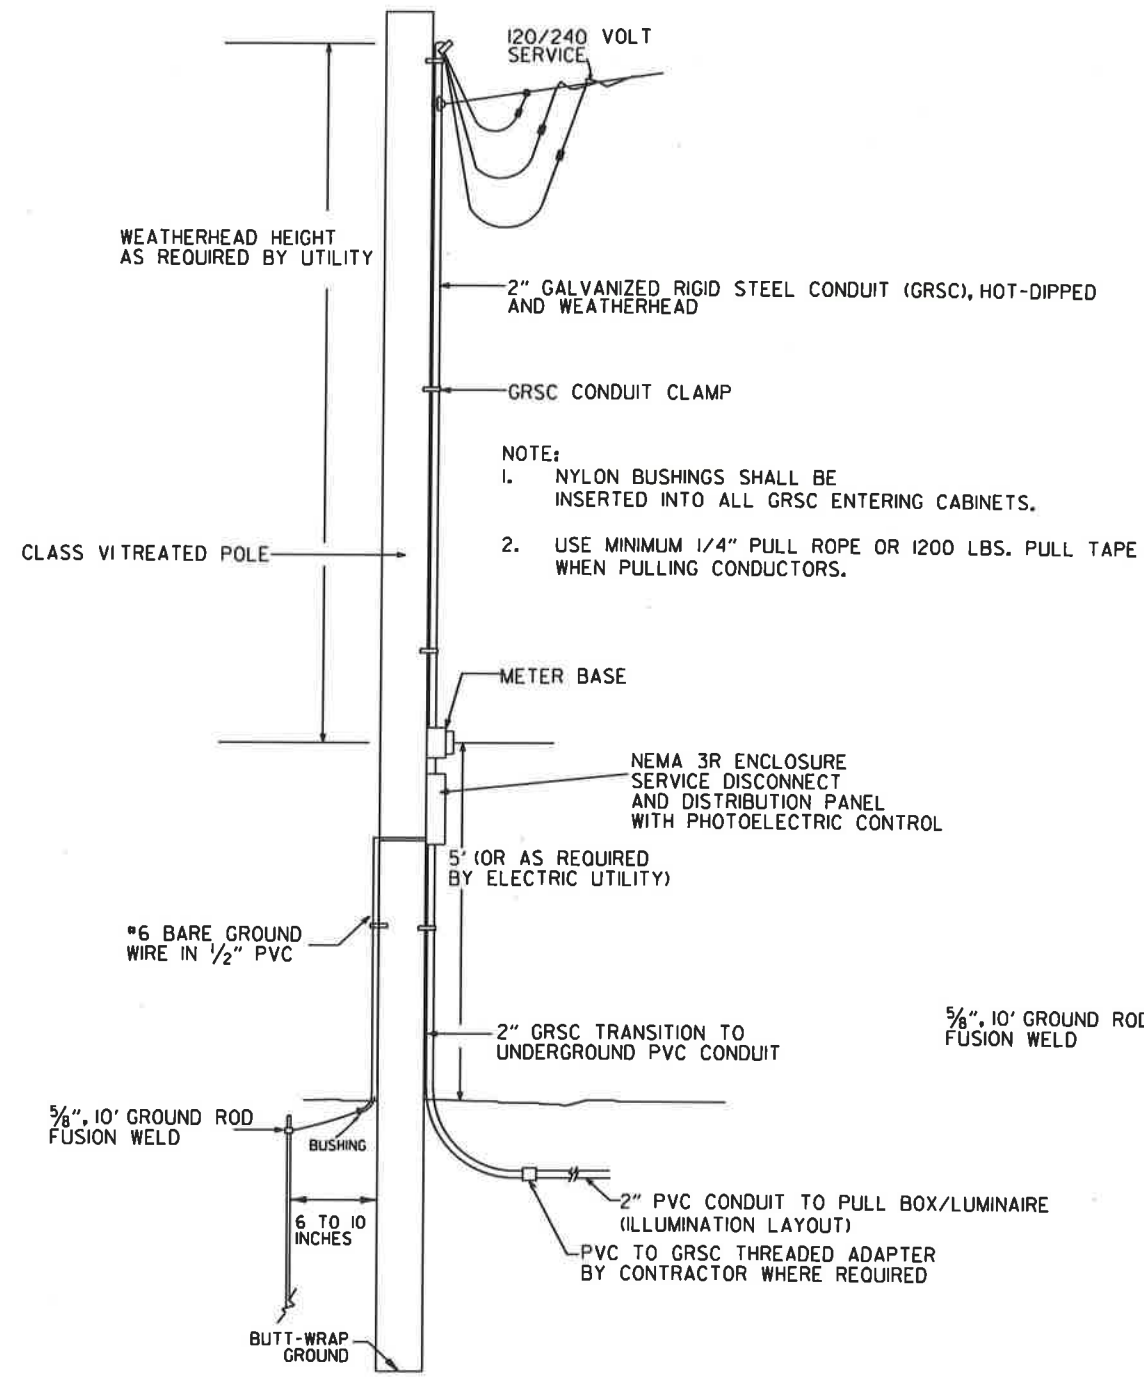 120/240 VOLT
SERVICE
WEATHERHEAD HEIGHT
AS REQUIRED BY UTILITY
2" GALVANIZED RIGID STEEL CONDUIT (GRSC), HOT-DIPPED
AND WEATHERHEAD
GRSC CONDUIT CLAMP
NOTE:
1. NYLON BUSHINGS SHALL BE
INSERTED INTO ALL GRSC ENTERING CABINETS.
CLASS VI TREATED POLE
2. USE MINIMUM 1/4" PULL ROPE OR 1200 LBS. PULL TAPE
WHEN PULLING CONDUCTORS.
METER BASE
NEMA 3R ENCLOSURE
SERVICE DISCONNECT
AND DISTRIBUTION PANEL
WITH PHOTOELECTRIC CONTROL
5' (OR AS REQUIRED
BY ELECTRIC UTILITY)
#6 BARE GROUND
WIRE IN 1/2" PVC
2" GRSC TRANSITION TO
UNDERGROUND PVC CONDUIT
5/8", 10' GROUND ROD
FUSION WELD
5/8", 10' GROUND ROD
FUSION WELD
BUSHING
2" PVC CONDUIT TO PULL BOX/LUMINAIRE
(ILLUMINATION LAYOUT)
6 TO 10
INCHES
PVC TO GRSC THREADED ADAPTER
BY CONTRACTOR WHERE REQUIRED
BUTT-WRAP
GROUND